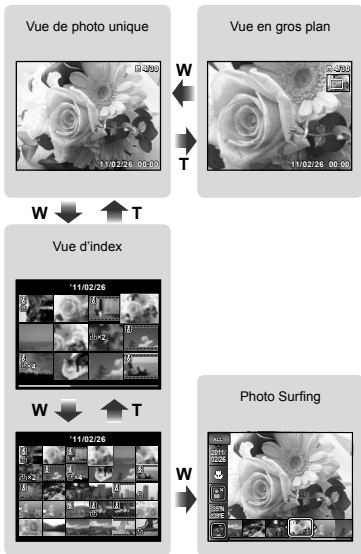 Vue de photo unique
4/30
'11/02/26 00:00
W
T
Vue en gros plan
4/30
'11/02/26 00:00
W T
Vue d'index
'11/02/26
×2
×4
W T
'11/02/26
×2
×4
W
Photo Surfing
ALL
2011/
02/26